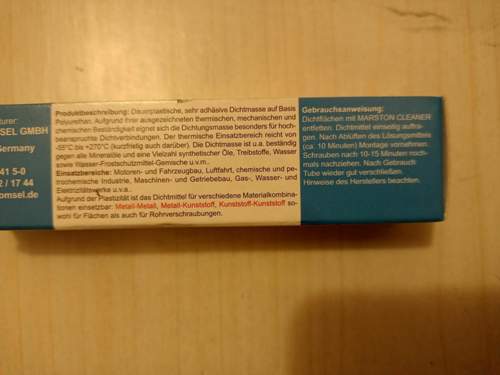 turer:
SEL GMBH
Germany
41 5-0
2 / 17 44
omsel.de
Produktbeschreibung: Dauerplastische, sehr adhäsive Dichtmasse auf Basis
Polyurethan. Aufgrund ihrer ausgezeichneten thermischen, mechanischen und
chemischen Beständigkeit eignet sich die Dichtungsmasse besonders für hoch-
beanspruchte Dichtverbindungen. Der thermische Einsatzbereich reicht von
-55°C bis +270°C (kurzfristig auch darüber). Die Dichtmasse ist u.a. beständig
gegen alle Mineralöle und eine Vielzahl synthetischer Öle, Treibstoffe, Wasser
sowie Wasser-Frostschutzmittel-Gemische u.v.m..
Einsatzbereiche: Motoren- und Fahrzeugbau, Luftfahrt, chemische und pe-
trochemische Industrie, Maschinen- und Getriebebau, Gas-, Wasser- und
Elektrizitätswerke u.v.a..
Aufgrund der Plastizität ist das Dichtmittel für verschiedene Materialkombina-
tionen einsetzbar: Metall-Metall, Metall-Kunststoff, Kunststoff-Kunststoff so-
wohl für Flächen als auch für Rohrverschraubungen.
Gebrauchsanweisung:
Dichtflächen mit MARSTON CLEANER
entfetten. Dichtmittel einseitig auftra-
gen. Nach Ablüften des Lösungsmittels
(ca. 10 Minuten) Montage vornehmen.
Schrauben nach 10-15 Minuten noch-
mals nachziehen. Nach Gebrauch
Tube wieder gut verschließen.
Hinweise des Herstellers beachten.